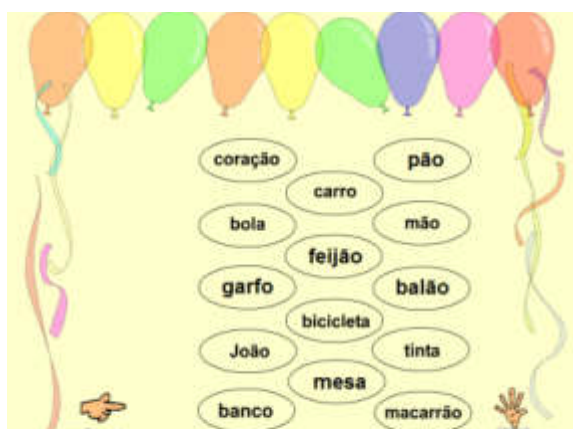 coração
pão
carro
bola
mão
feijão
garfo
balão
bicicleta
João
tinta
mesa
banco
macarrão